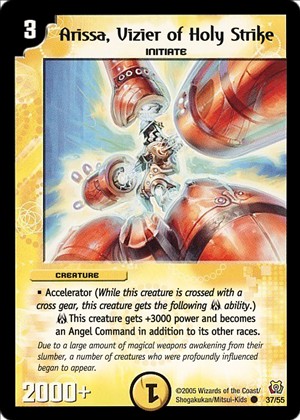 3
Arissa, Vizier of Holy Strike
INITIATE
CREATURE
▪ Accelerator (While this creature is crossed with a
cross gear, this creature gets the following ability.)
This creature gets +3000 power and becomes
an Angel Command in addition to its other races.
Due to a large amount of magical weapons awakening from their
slumber, a number of creatures who were profoundly influenced
began to appear.
2000+
1
©2005 Wizards of the Coast/
Shogakukan/Mitsui-Kids ● 37/55